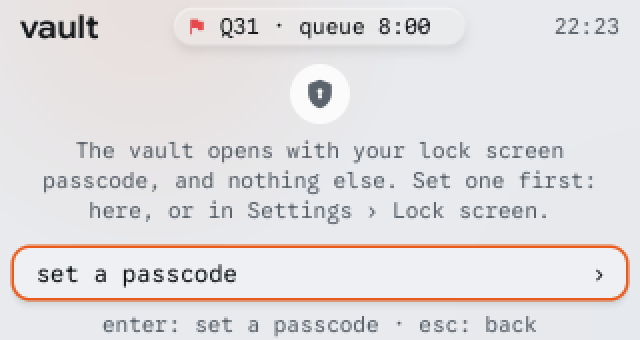 vault
Q31 · queue 8:00
22:23
The vault opens with your lock screen
passcode, and nothing else. Set one first:
here, or in Settings › Lock screen.
set a passcode ›
enter: set a passcode · esc: back